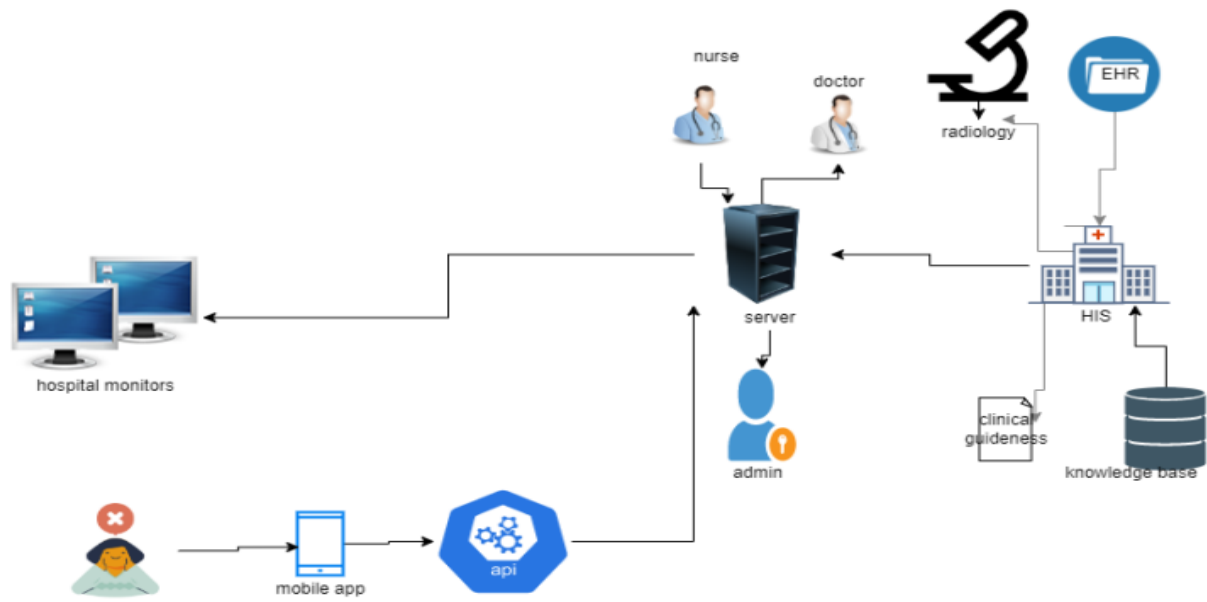 nurse
doctor
EHR
radiology
server
HIS
hospital monitors
clinical
guideness
admin
knowledge base
api
mobile app